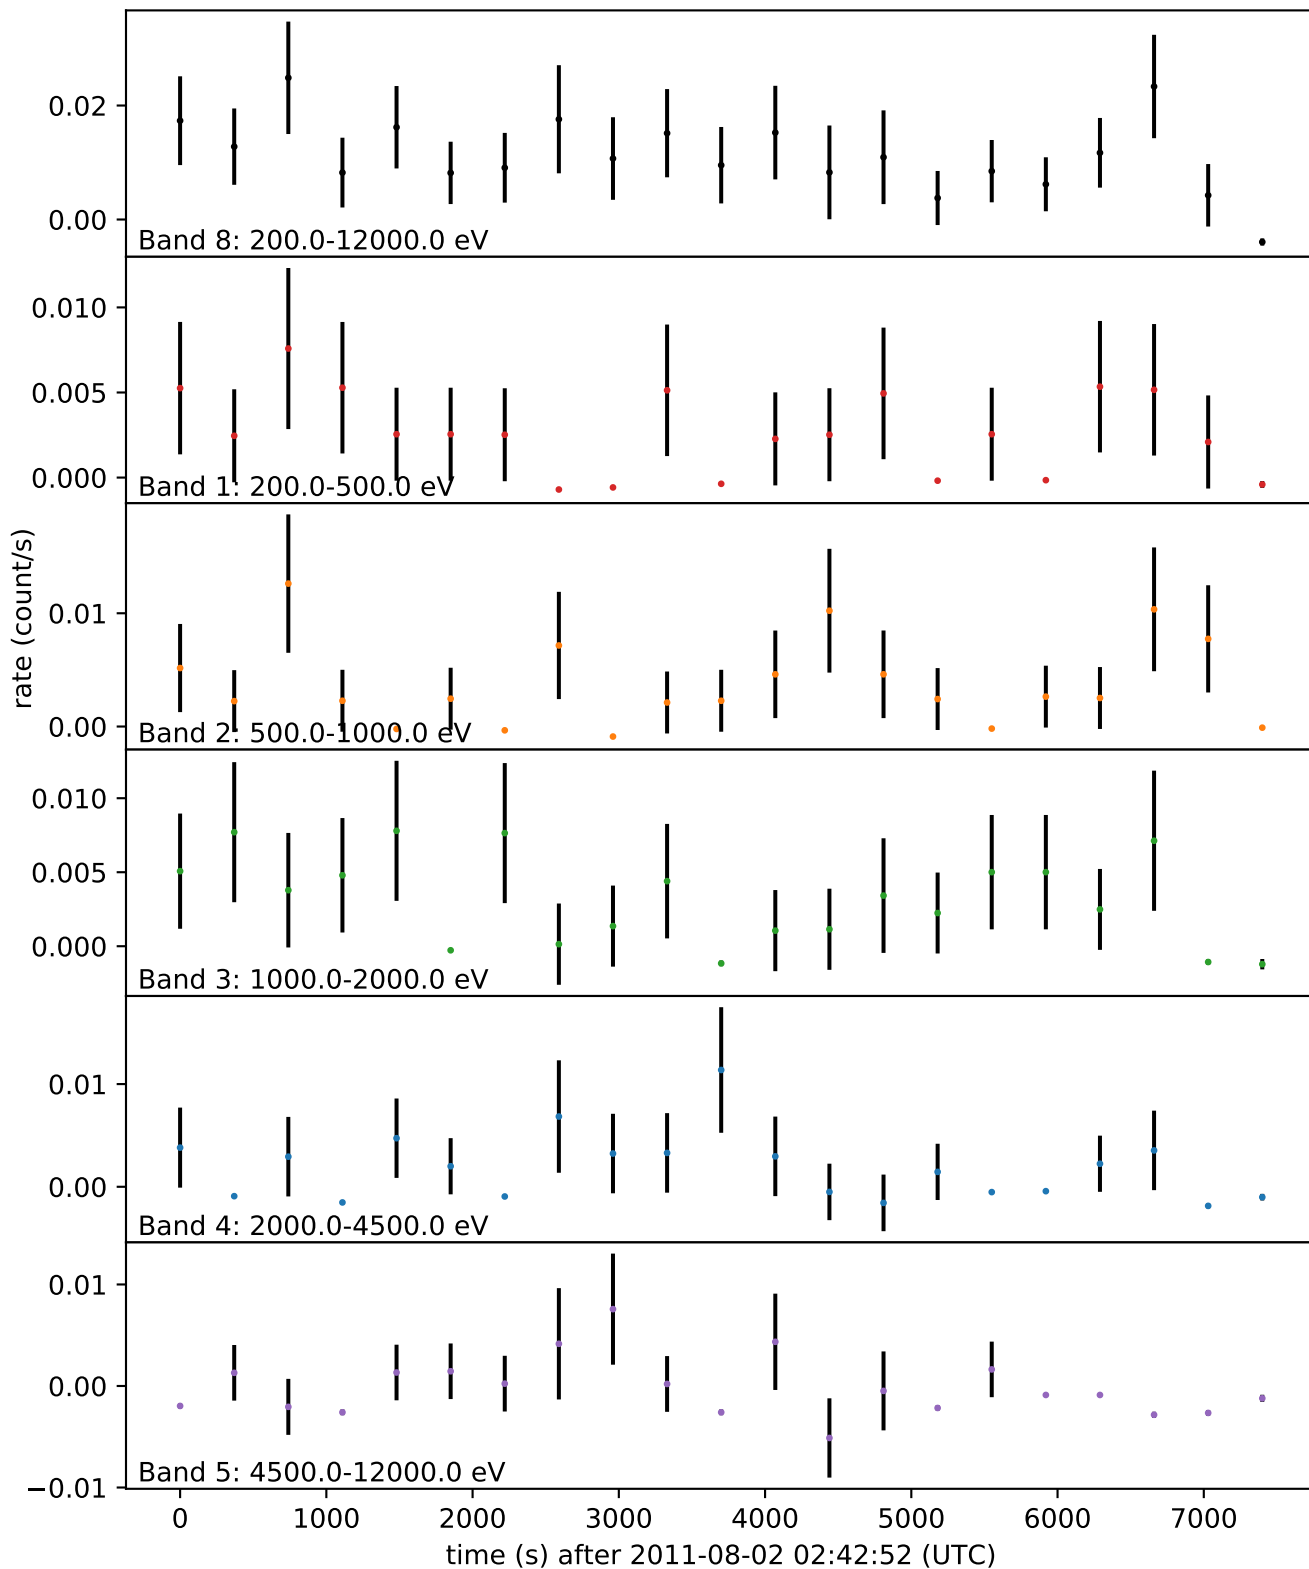 0.02
0.00
Band 8: 200.0-12000.0 eV
0.010
0.005
0.000
Band 1: 200.0-500.0 eV
rate (count/s)
0.01
0.00
Band 2: 500.0-1000.0 eV
0.010
0.005
0.000
Band 3: 1000.0-2000.0 eV
0.01
0.00
Band 4: 2000.0-4500.0 eV
0.01
0.00
−0.01
Band 5: 4500.0-12000.0 eV
0 1000 2000 3000 4000 5000 6000 7000
time (s) after 2011-08-02 02:42:52 (UTC)